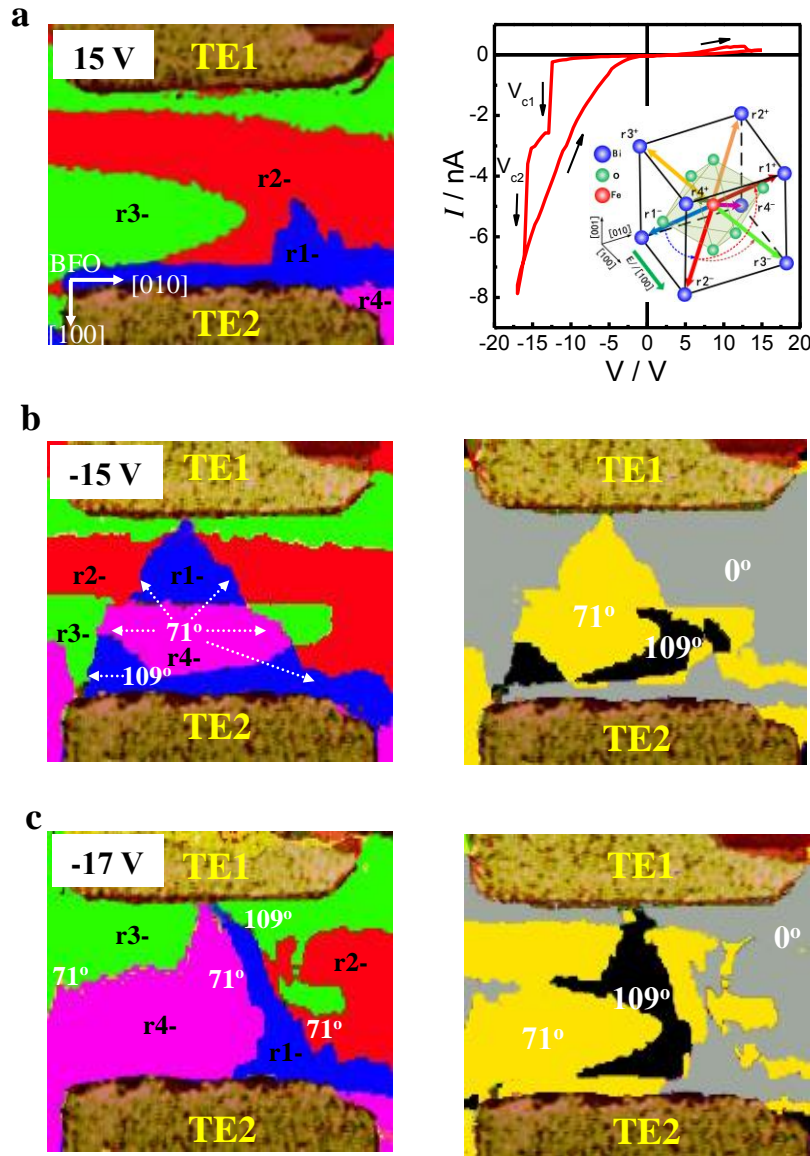 a
15 V
TE1
r2-
r3-
r1-
BFO
[010]
r4-
[100]
TE2
I / nA
0
-2
-4
-6
-8
-20 -15 -10 -5 0 5 10 15 20
V / V
Vc1
Vc2
r2+
r3+
r1+
r4+
r4-
r1-
r3-
r2-
Bi
O
Fe
[001]
[010]
[100]
E//[100]
b
-15 V
TE1
r2-
r1-
r3-
71°
r4-
109°
TE2
TE1
0°
71°
109°
TE2
c
-17 V
TE1
109°
r3-
r2-
71°
71°
r4-
71°
r1-
TE2
TE1
0°
109°
71°
TE2